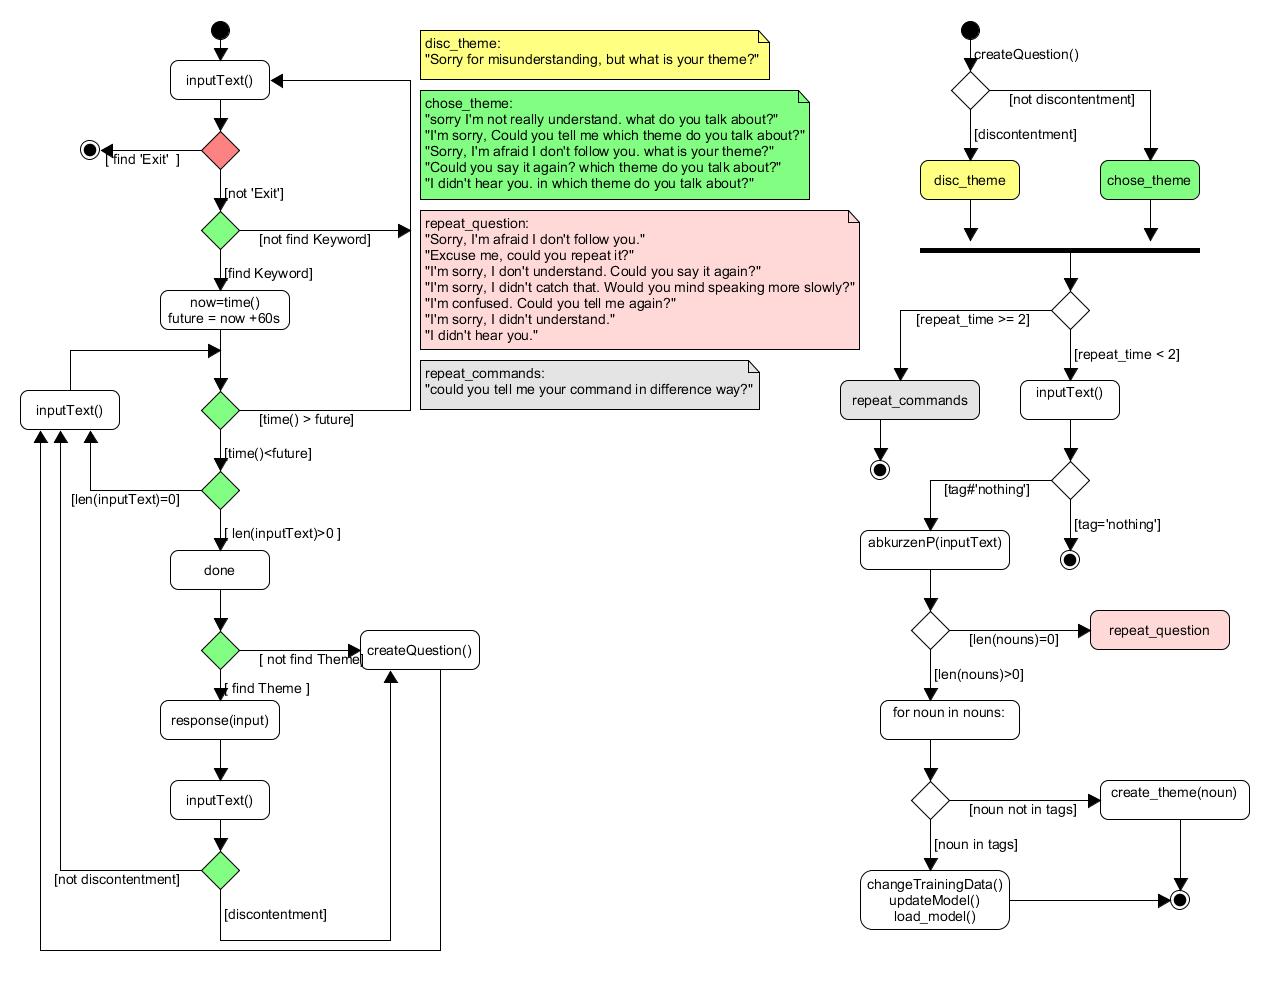 inputText()
[ find 'Exit'  ]
[not 'Exit']
[not find Keyword]
[find Keyword]
now=time()
future = now +60s
inputText()
[time() > future]
[time()<future]
[len(inputText)=0]
[ len(inputText)>0 ]
done
[ not find Theme]
createQuestion()
[ find Theme ]
response(input)
inputText()
[not discontentment]
[discontentment]
disc_theme:
"Sorry for misunderstanding, but what is your theme?"
chose_theme:
"sorry I'm not really understand. what do you talk about?"
"I'm sorry, Could you tell me which theme do you talk about?"
"Sorry, I'm afraid I don't follow you. what is your theme?"
"Could you say it again? which theme do you talk about?"
"I didn't hear you. in which theme do you talk about?"
repeat_question:
"Sorry, I'm afraid I don't follow you."
"Excuse me, could you repeat it?"
"I'm sorry, I don't understand. Could you say it again?"
"I'm sorry, I didn't catch that. Would you mind speaking more slowly?"
"I'm confused. Could you tell me again?"
"I'm sorry, I didn't understand."
"I didn't hear you."
repeat_commands:
"could you tell me your command in difference way?"
createQuestion()
[not discontentment]
[discontentment]
disc_theme
chose_theme
[repeat_time >= 2]
[repeat_time < 2]
repeat_commands
inputText()
[tag#'nothing']
[tag='nothing']
abkurzenP(inputText)
[len(nouns)=0]
repeat_question
[len(nouns)>0]
for noun in nouns:
[noun not in tags]
create_theme(noun)
[noun in tags]
changeTrainingData()
updateModel()
load_model()